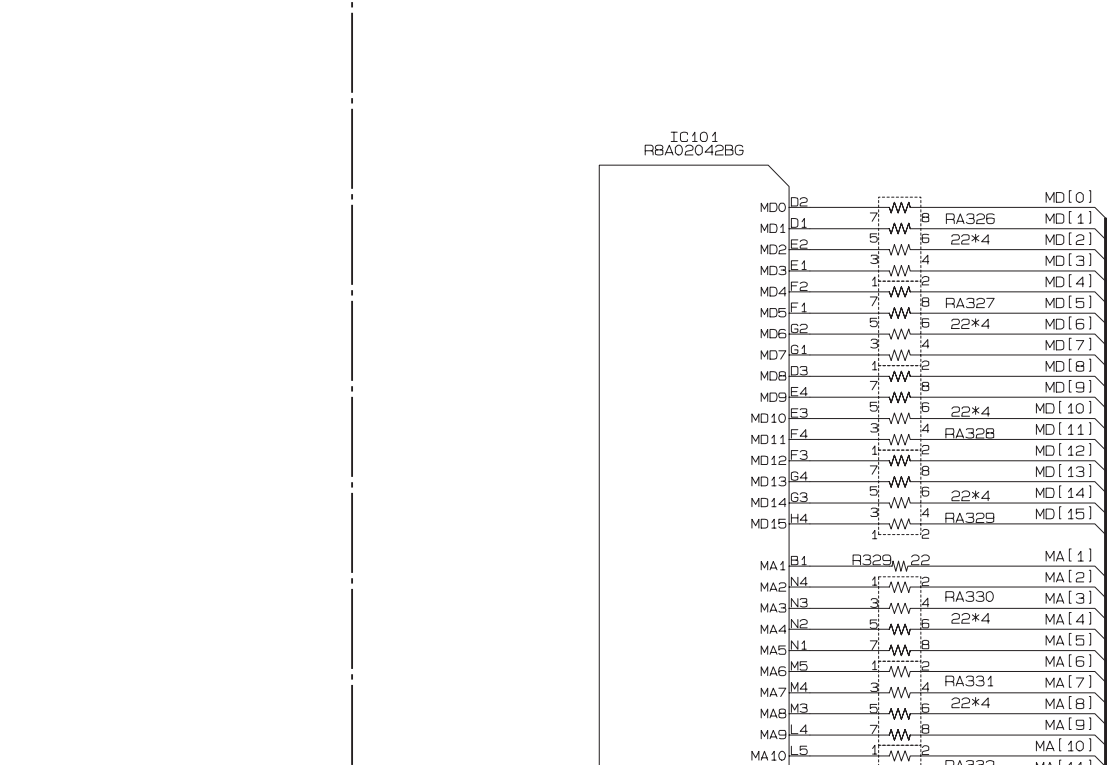 IC101
R8A02042BG
MD0 D2 7 8 MD[0]
MD1 D1 5 6 RA326 MD[1]
MD2 E2 3 4 22*4 MD[2]
MD3 E1 1 2 MD[3]
MD4 F2 7 8 MD[4]
MD5 F1 5 6 RA327 MD[5]
MD6 G2 3 4 22*4 MD[6]
MD7 G1 1 2 MD[7]
MD8 D3 7 8 MD[8]
MD9 E4 5 6 MD[9]
MD10 E3 3 4 22*4 MD[10]
MD11 F4 1 2 RA328 MD[11]
MD12 F3 7 8 MD[12]
MD13 G4 5 6 MD[13]
MD14 G3 3 4 22*4 MD[14]
MD15 H4 1 2 RA329 MD[15]
MA1 B1 R329 22 MA[1]
MA2 N4 1 2 MA[2]
MA3 N3 3 4 RA330 MA[3]
MA4 N2 5 6 22*4 MA[4]
MA5 N1 7 8 MA[5]
MA6 M5 1 2 MA[6]
MA7 M4 3 4 RA331 MA[7]
MA8 M3 5 6 22*4 MA[8]
MA9 L4 7 8 MA[9]
MA10 L5 1 2 MA[10]